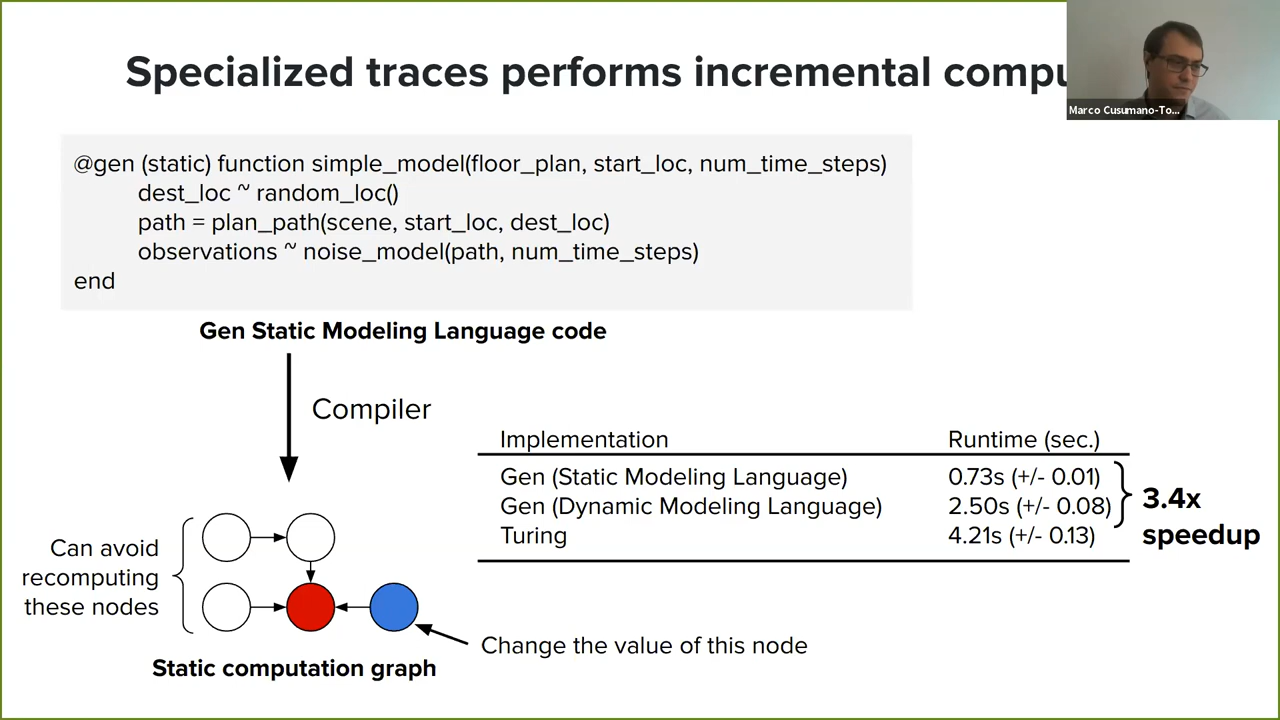 Specialized traces performs incremental compu
Marco Cusumano-To...
@gen (static) function simple_model(floor_plan, start_loc, num_time_steps)
dest_loc ~ random_loc()
path = plan_path(scene, start_loc, dest_loc)
observations ~ noise_model(path, num_time_steps)
end
Gen Static Modeling Language code
Compiler
Implementation Runtime (sec.)
Gen (Static Modeling Language) 0.73s (+/- 0.01)
Gen (Dynamic Modeling Language) 2.50s (+/- 0.08)
Turing 4.21s (+/- 0.13)
3.4x
speedup
Can avoid
recomputing
these nodes
Change the value of this node
Static computation graph